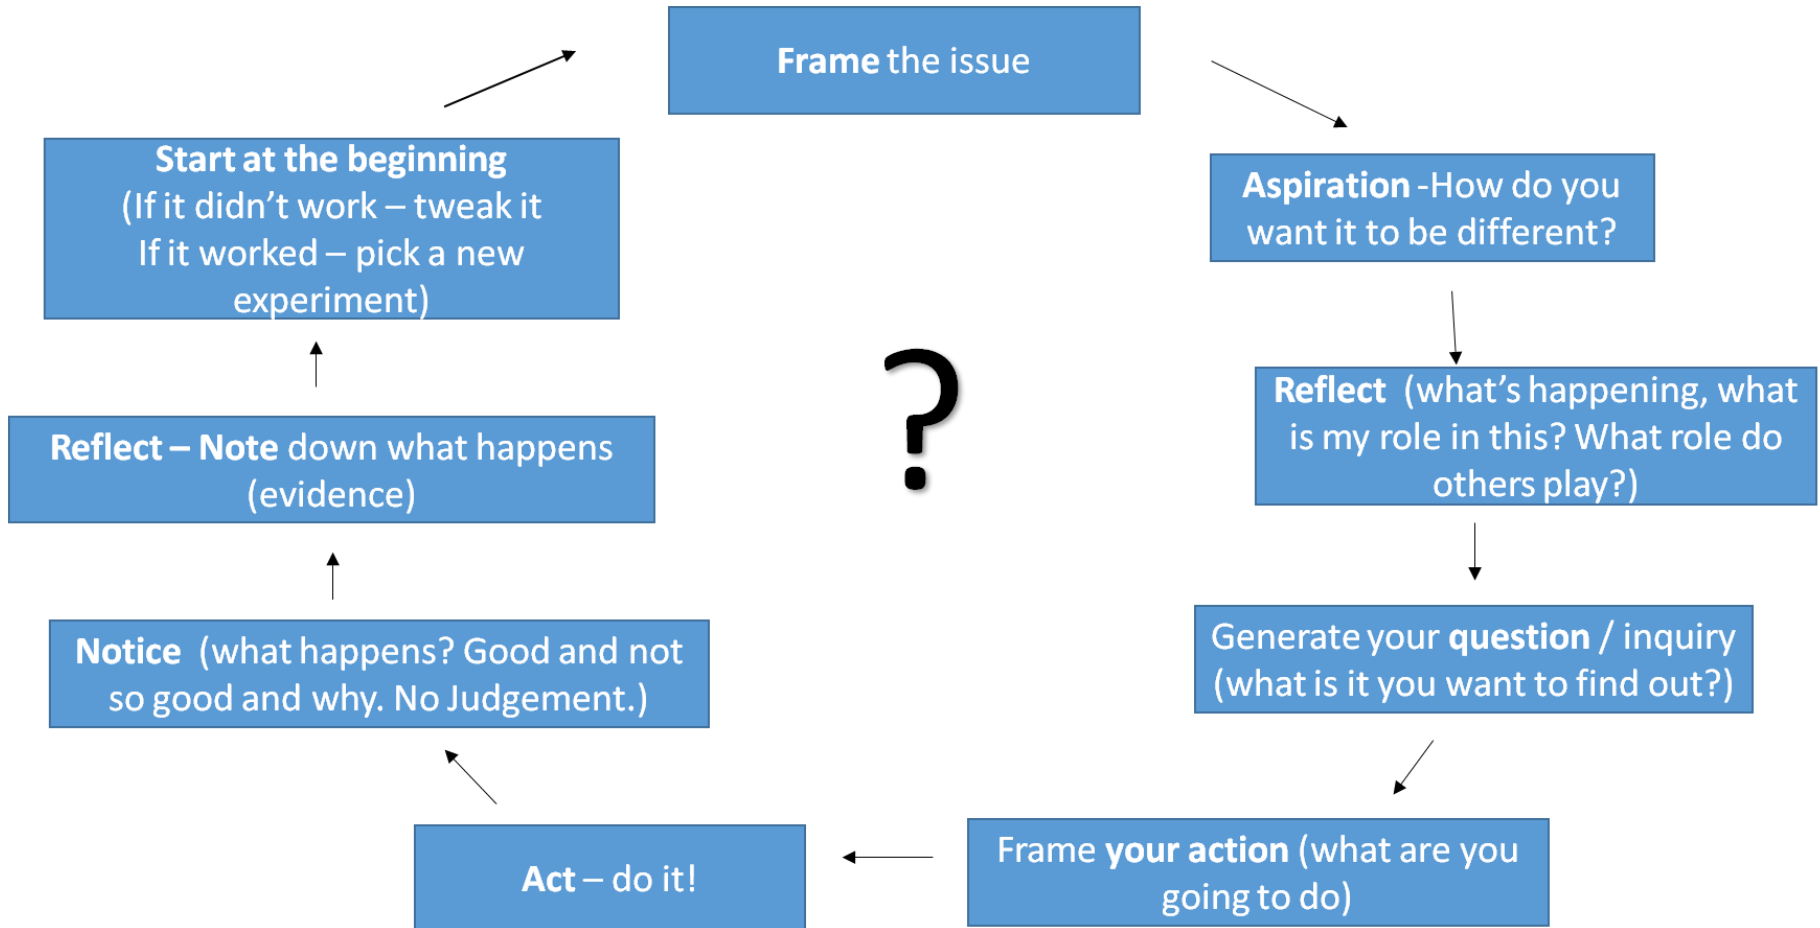 Frame the issue
Aspiration -How do you
want it to be different?
Reflect (what's happening, what
is my role in this? What role do
others play?)
Generate your question / inquiry
(what is it you want to find out?)
Frame your action (what are you
going to do)
Act – do it!
Notice (what happens? Good and not
so good and why. No Judgement.)
Reflect – Note down what happens
(evidence)
Start at the beginning
(If it didn't work – tweak it
If it worked – pick a new
experiment)
?